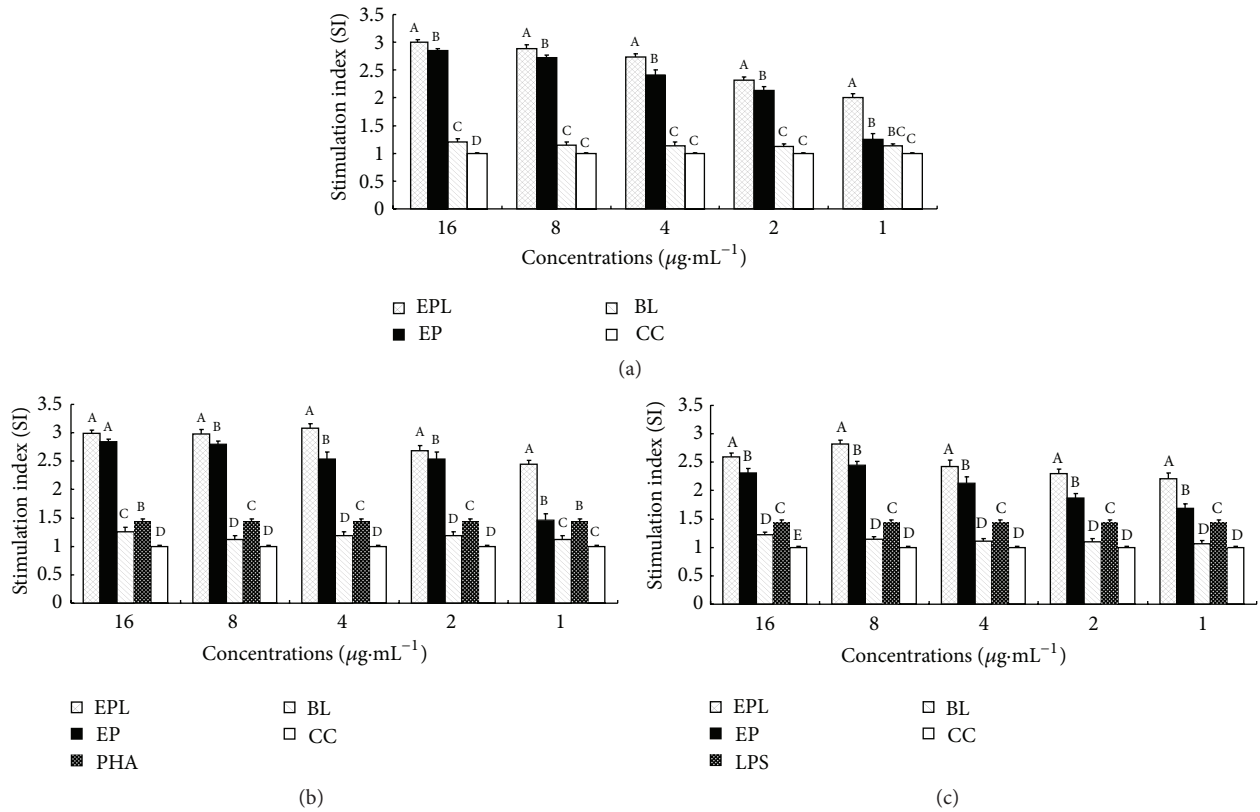 Stimulation index (SI)
3.5
3
2.5
2
1.5
1
0.5
0
A B C D A B C C A B C C A B C C A B BC C
16 8 4 2 1
Concentrations (μg·mL⁻¹)
EPL BL
EP CC
(a)
Stimulation index (SI)
3.5
3
2.5
2
1.5
1
0.5
0
A A C B D A B D C D A B D C D A B D C D A B C B C
16 8 4 2 1
Concentrations (μg·mL⁻¹)
EPL BL
EP CC
PHA
(b)
Stimulation index (SI)
3.5
3
2.5
2
1.5
1
0.5
0
A B D C E A B D C D A B D C D A B D C D A B D C D
16 8 4 2 1
Concentrations (μg·mL⁻¹)
EPL BL
EP CC
LPS
(c)